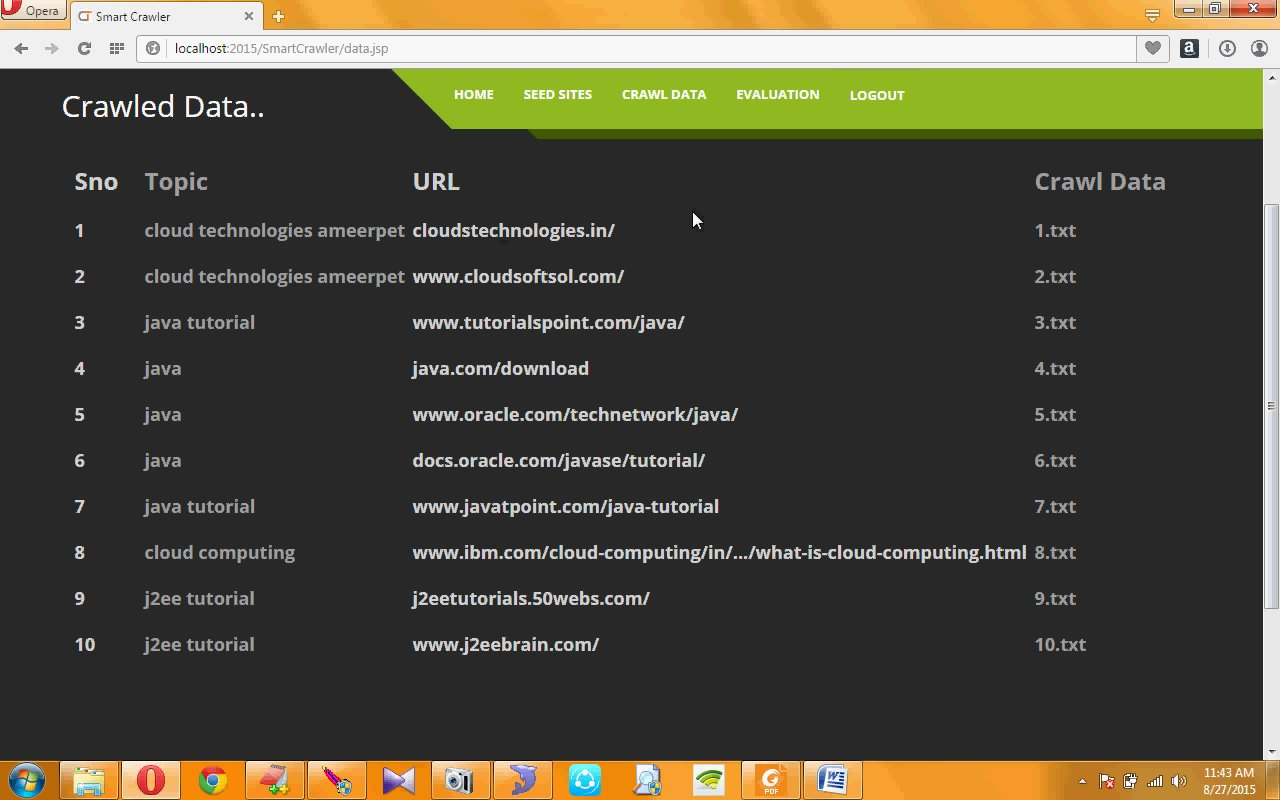 Opera
Smart Crawler
localhost:2015/SmartCrawler/data.jsp
Crawled Data..
HOME SEED SITES CRAWL DATA EVALUATION LOGOUT
Sno Topic URL Crawl Data
1 cloud technologies ameerpet cloudstechnologies.in/ 1.txt
2 cloud technologies ameerpet www.cloudsoftsol.com/ 2.txt
3 java tutorial www.tutorialspoint.com/java/ 3.txt
4 java java.com/download 4.txt
5 java www.oracle.com/technetwork/java/ 5.txt
6 java docs.oracle.com/javase/tutorial/ 6.txt
7 java tutorial www.javatpoint.com/java-tutorial 7.txt
8 cloud computing www.ibm.com/cloud-computing/in/.../what-is-cloud-computing.html 8.txt
9 j2ee tutorial j2eetutorials.50webs.com/ 9.txt
10 j2ee tutorial www.j2eebrain.com/ 10.txt
PDF
11:43 AM
8/27/2015